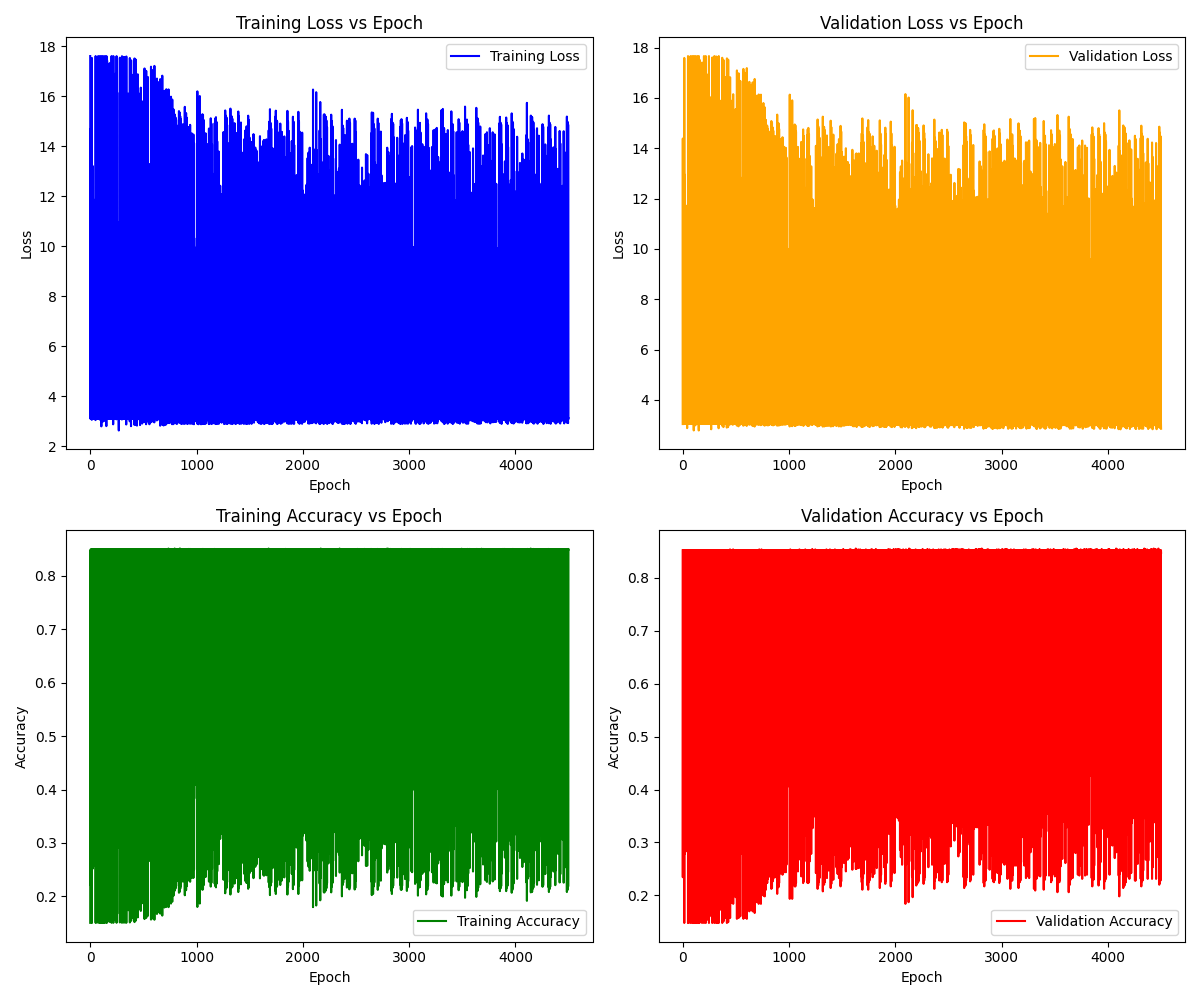 Training Loss vs Epoch
18
16
14
12
10
8
6
4
2
Loss
Training Loss
0 1000 2000 3000 4000
Epoch
Validation Loss vs Epoch
18
16
14
12
10
8
6
4
Loss
Validation Loss
0 1000 2000 3000 4000
Epoch
Training Accuracy vs Epoch
0.8
0.7
0.6
0.5
0.4
0.3
0.2
Accuracy
Training Accuracy
0 1000 2000 3000 4000
Epoch
Validation Accuracy vs Epoch
0.8
0.7
0.6
0.5
0.4
0.3
0.2
Accuracy
Validation Accuracy
0 1000 2000 3000 4000
Epoch